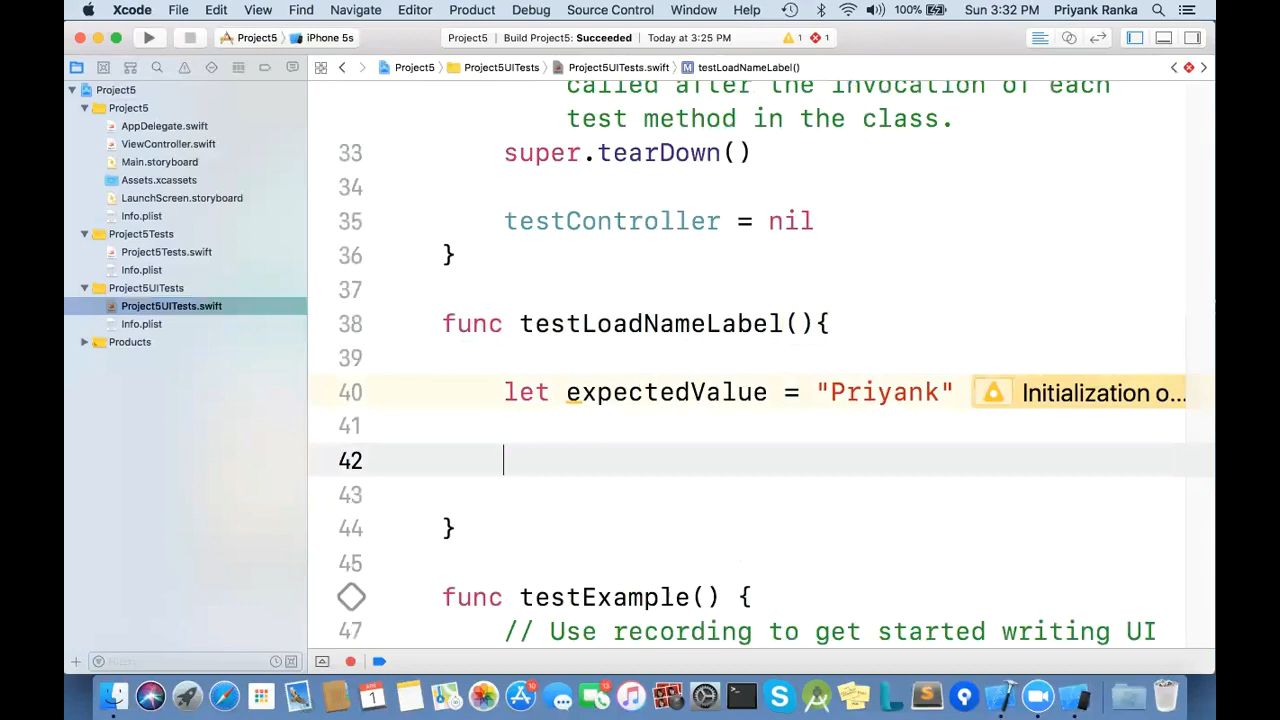 Xcode File Edit View Find Navigate Editor Product Debug Source Control Window Help 100% Sun 3:32 PM Priyank Ranka
Project5 iPhone 5s Project5 Build Project5: Succeeded Today at 3:25 PM 1 1
Project5 Project5UITests Project5UITests.swift M testLoadNameLabel()
Project5
Project5
AppDelegate.swift
ViewController.swift
Main.storyboard
Assets.xcassets
LaunchScreen.storyboard
Info.plist
Project5Tests
Project5Tests.swift
Info.plist
Project5UITests
Project5UITests.swift
Info.plist
Products
called after the invocation of each
test method in the class.
33 super.tearDown()
34
35 testController = nil
36 }
37
38 func testLoadNameLabel(){
39
40 let expectedValue = "Priyank" Initialization o...
41
42
43
44 }
45
func testExample() {
47 // Use recording to get started writing UI